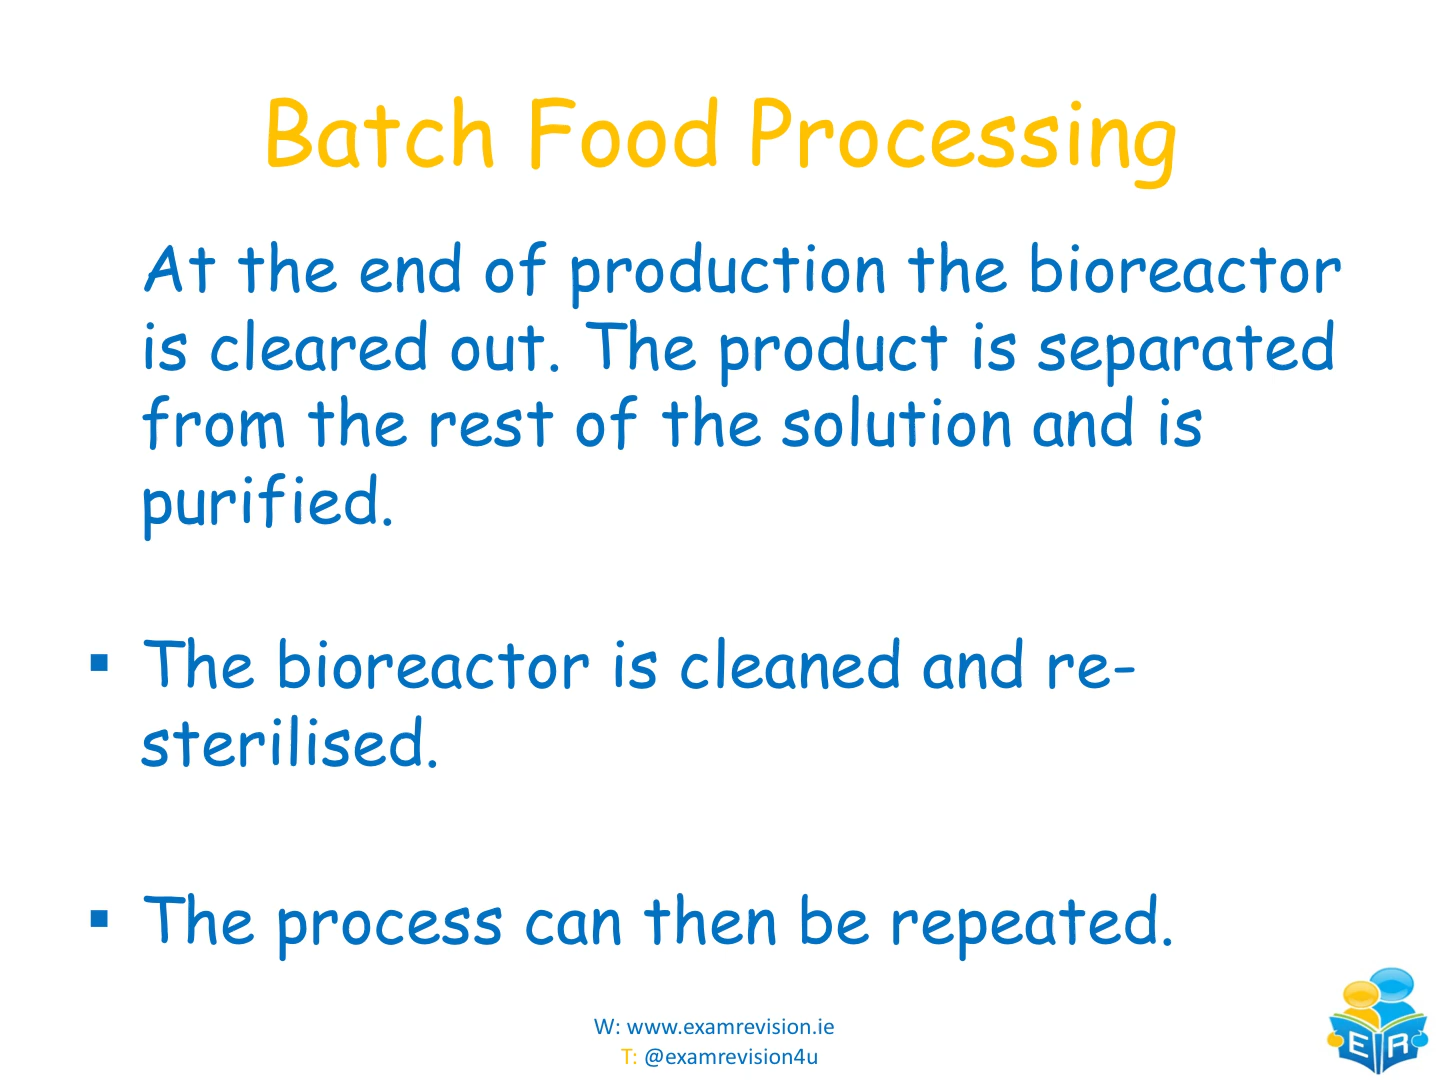 Batch Food Processing
At the end of production the bioreactor
is cleared out. The product is separated
from the rest of the solution and is
purified.
▪ The bioreactor is cleaned and re-
sterilised.
▪ The process can then be repeated.
W: www.examrevision.ie
T: @examrevision4u
E R